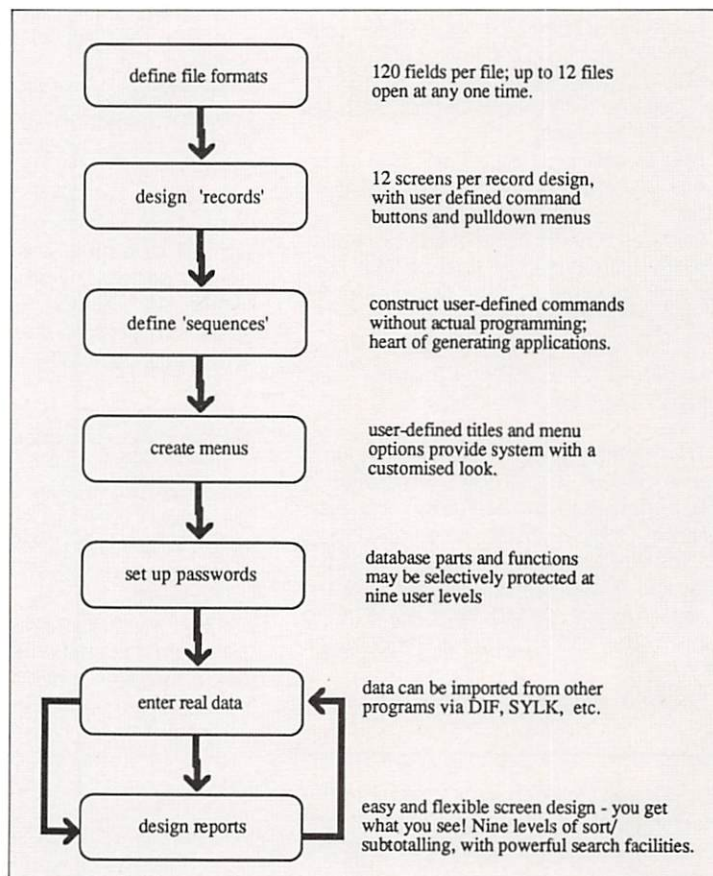 define file formats
120 fields per file; up to 12 files
open at any one time.
design 'records'
12 screens per record design,
with user defined command
buttons and pulldown menus
define 'sequences'
construct user-defined commands
without actual programming;
heart of generating applications.
create menus
user-defined titles and menu
options provide system with a
customised look.
set up passwords
database parts and functions
may be selectively protected at
nine user levels
enter real data
data can be imported from other
programs via DIF, SYLK, etc.
design reports
easy and flexible screen design - you get
what you see! Nine levels of sort/
subtotalling, with powerful search facilities.